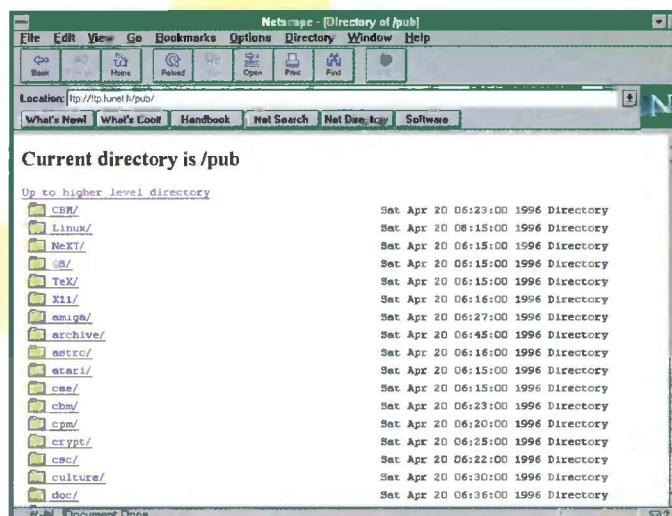 Netscape - [Directory of /pub]
File Edit View Go Bookmarks Options Directory Window Help
Back Home Reload Open Print Find
Location: ftp://ftp.funet.fi/pub/
What's New! What's Cool! Handbook Net Search Net Directory Software
N
Current directory is /pub
Up to higher level directory
CBM/ Sat Apr 20 06:23:00 1996 Directory
Linux/ Sat Apr 20 08:15:00 1996 Directory
NeXT/ Sat Apr 20 06:15:00 1996 Directory
Sat Apr 20 06:15:00 1996 Directory
TeX/ Sat Apr 20 06:15:00 1996 Directory
X11/ Sat Apr 20 06:16:00 1996 Directory
amiga/ Sat Apr 20 06:27:00 1996 Directory
archive/ Sat Apr 20 06:45:00 1996 Directory
astro/ Sat Apr 20 06:16:00 1996 Directory
atari/ Sat Apr 20 06:15:00 1996 Directory
cae/ Sat Apr 20 06:15:00 1996 Directory
cbm/ Sat Apr 20 06:23:00 1996 Directory
cpm/ Sat Apr 20 06:20:00 1996 Directory
crypt/ Sat Apr 20 06:25:00 1996 Directory
csc/ Sat Apr 20 06:22:00 1996 Directory
culture/ Sat Apr 20 06:30:00 1996 Directory
doc/ Sat Apr 20 06:36:00 1996 Directory
Document Done